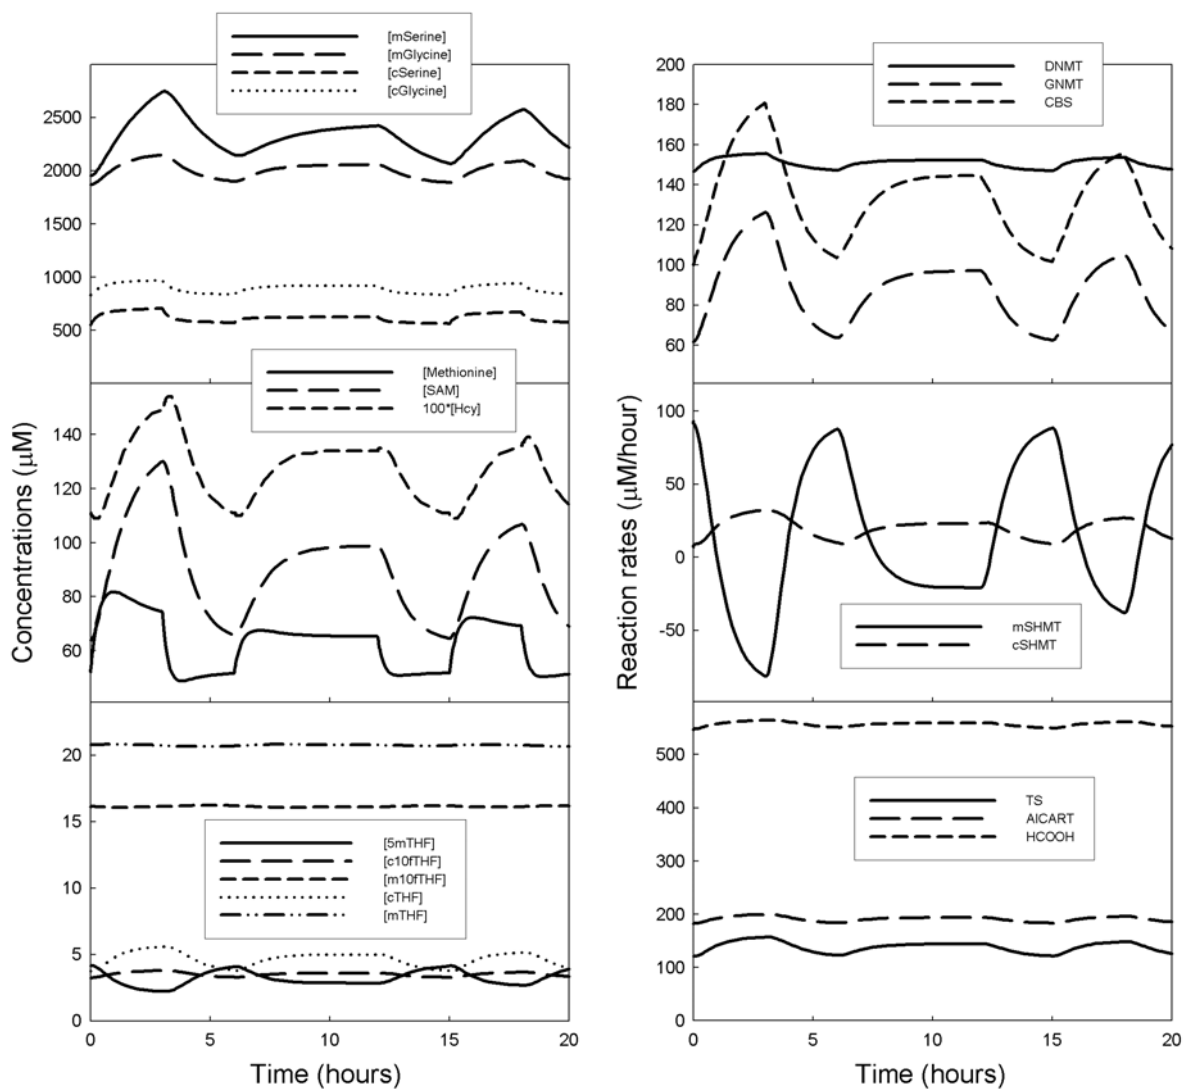 [mSerine]
[mGlycine]
[cSerine]
[cGlycine]
2500
2000
1500
1000
500
[Methionine]
[SAM]
100*[Hcy]
140
120
100
80
60
Concentrations (μM)
20
15
10
5
0
[5mTHF]
[c10fTHF]
[m10fTHF]
[cTHF]
[mTHF]
0 5 10 15 20
Time (hours)
200
180
160
140
120
100
80
60
DNMT
GNMT
CBS
100
50
0
-50
Reaction rates (μM/hour)
mSHMT
cSHMT
500
400
300
200
100
0
TS
AICART
HCOOH
0 5 10 15 20
Time (hours)